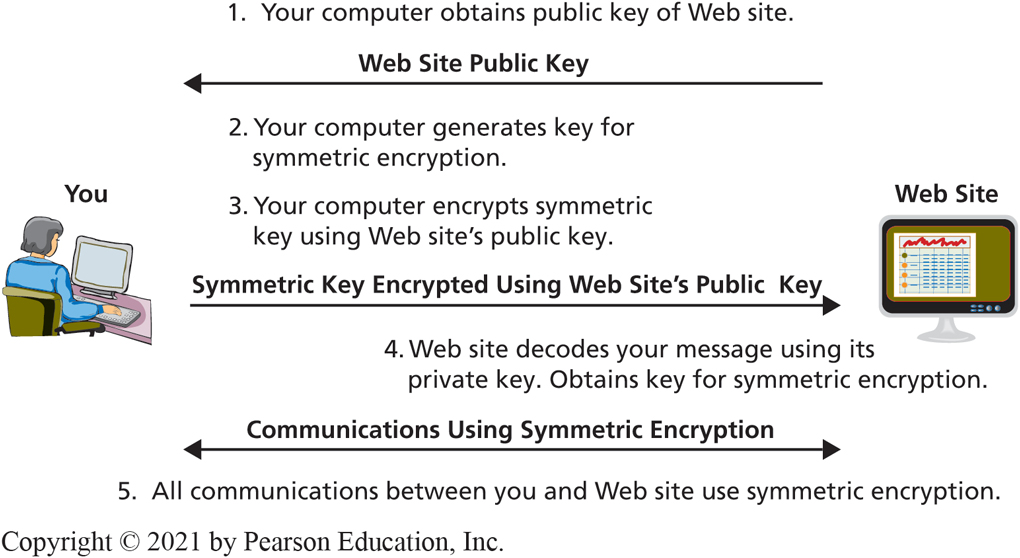 1. Your computer obtains public key of Web site.
Web Site Public Key
2. Your computer generates key for
symmetric encryption.
You
Web Site
3. Your computer encrypts symmetric
key using Web site’s public key.
Symmetric Key Encrypted Using Web Site’s Public Key
4. Web site decodes your message using its
private key. Obtains key for symmetric encryption.
Communications Using Symmetric Encryption
5. All communications between you and Web site use symmetric encryption.
Copyright © 2021 by Pearson Education, Inc.